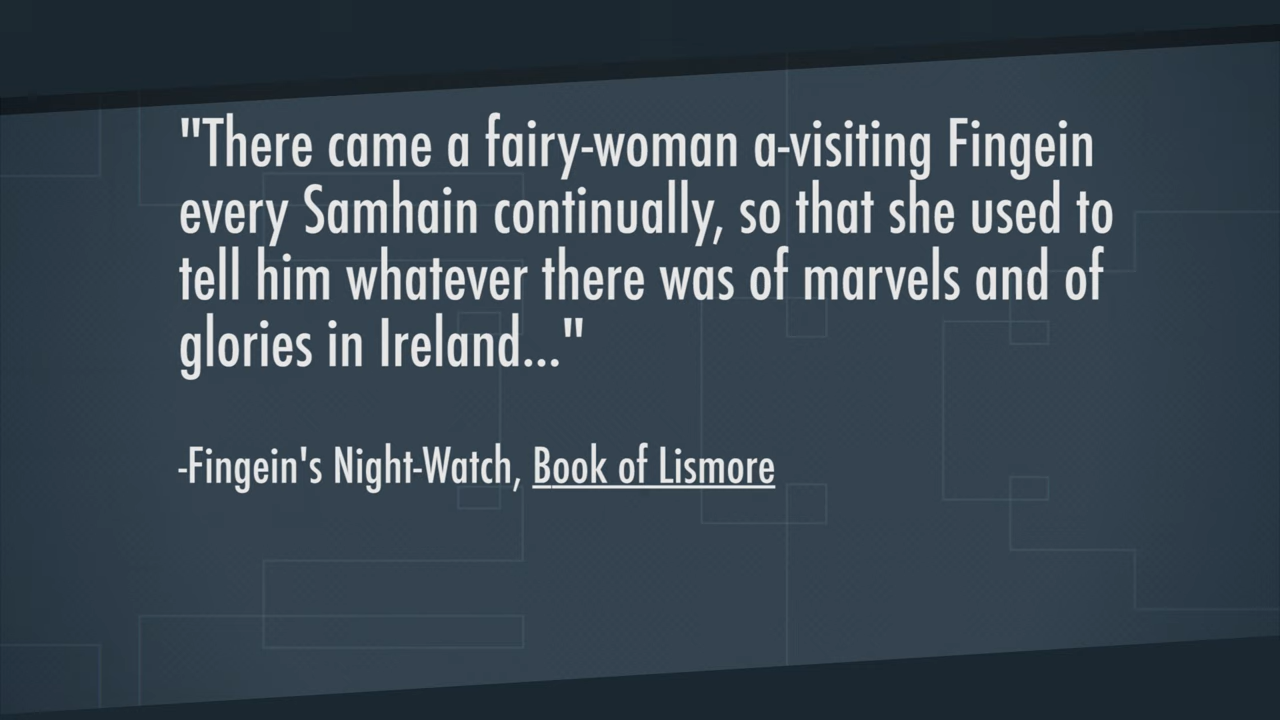 "There came a fairy-woman a-visiting Fingein
every Samhain continually, so that she used to
tell him whatever there was of marvels and of
glories in Ireland..."
-Fingein's Night-Watch, Book of Lismore